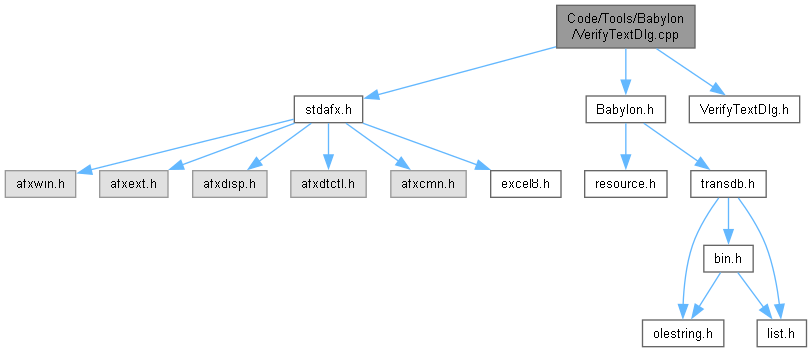 Code/Tools/Babylon
/VerifyTextDlg.cpp
stdafx.h
Babylon.h
VerifyTextDlg.h
afxwin.h
afxext.h
afxdisp.h
afxdtctl.h
afxcmn.h
excel8.h
resource.h
transdb.h
bin.h
olestring.h
list.h